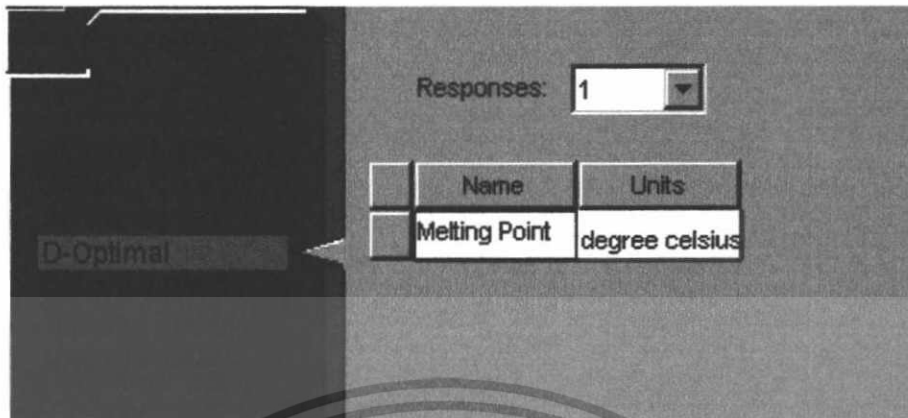 Responses: 1
Name Units
Melting Point degree celsius
D-Optimal